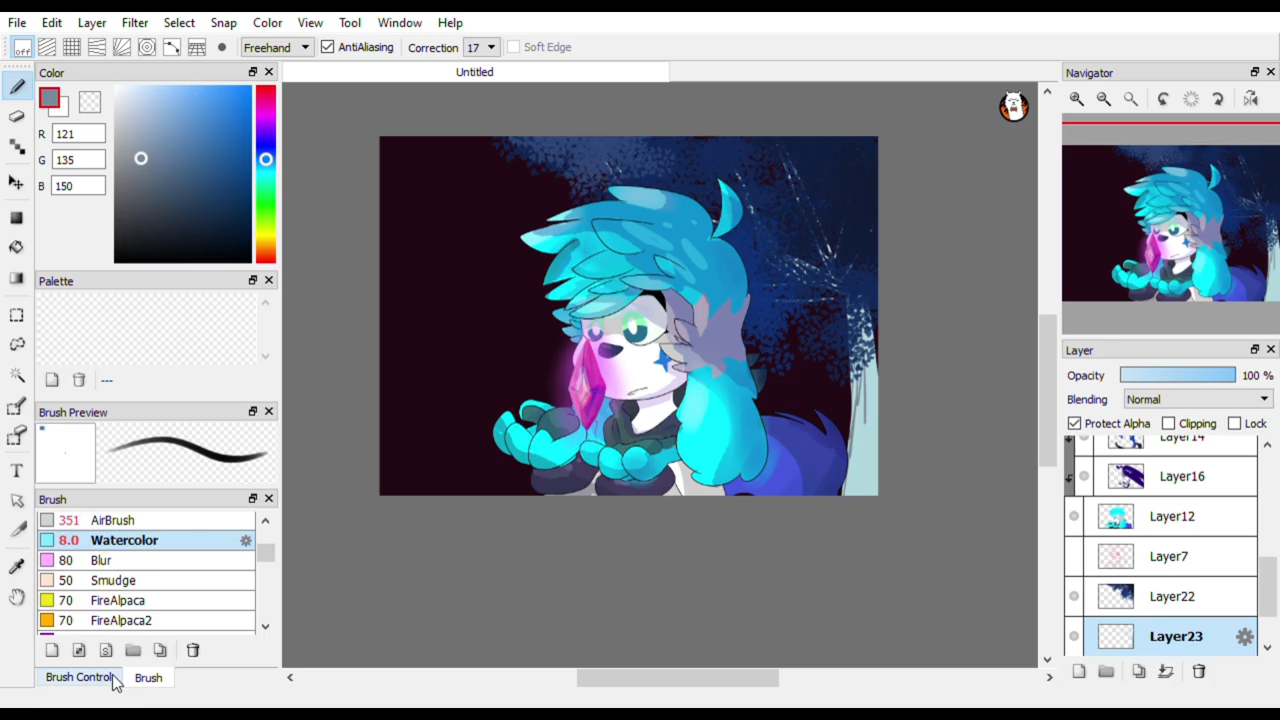 File Edit Layer Filter Select Snap Color View Tool Window Help
off Freehand AntiAliasing Correction 17 Soft Edge
Color
R 121
G 135
B 150
Palette
---
Brush Preview
Brush
351 AirBrush
8.0 Watercolor
80 Blur
50 Smudge
70 FireAlpaca
70 FireAlpaca2
S
Brush Control Brush
Untitled
Navigator
Layer
Opacity 100 %
Blending Normal
Protect Alpha Clipping Lock
Layer14
Layer16
Layer12
Layer7
Layer22
Layer23